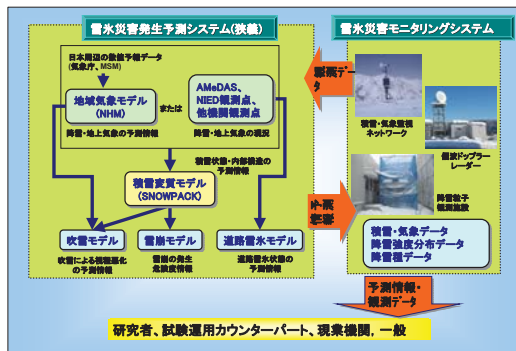 雪氷災害発生予測システム(狭義)
日本周辺の数値予報データ
(気象庁、MSM)
地域気象モデル
(NHM)
または
AMeDAS、
NIED観測点、
他機関観測点
降雪・地上気象の予測情報
降雪・地上気象の現況
積雪状態・内部構造の
予測情報
積雪変質モデル
(SNOWPACK)
吹雪モデル
雪崩モデル
道路雪氷モデル
吹雪による視程悪化
の予測情報
雪崩の発生
危険度情報
道路雪氷状態の
予測情報
雪氷災害モニタリングシステム
積雪・気象監視
ネットワーク
偏波ドップラー
レーダー
降雪粒子
観測施設
積雪・気象データ
降雪強度分布データ
降雪種データ
予測情報・
観測データ
研究者、試験運用カウンターパート、現業機関，一般